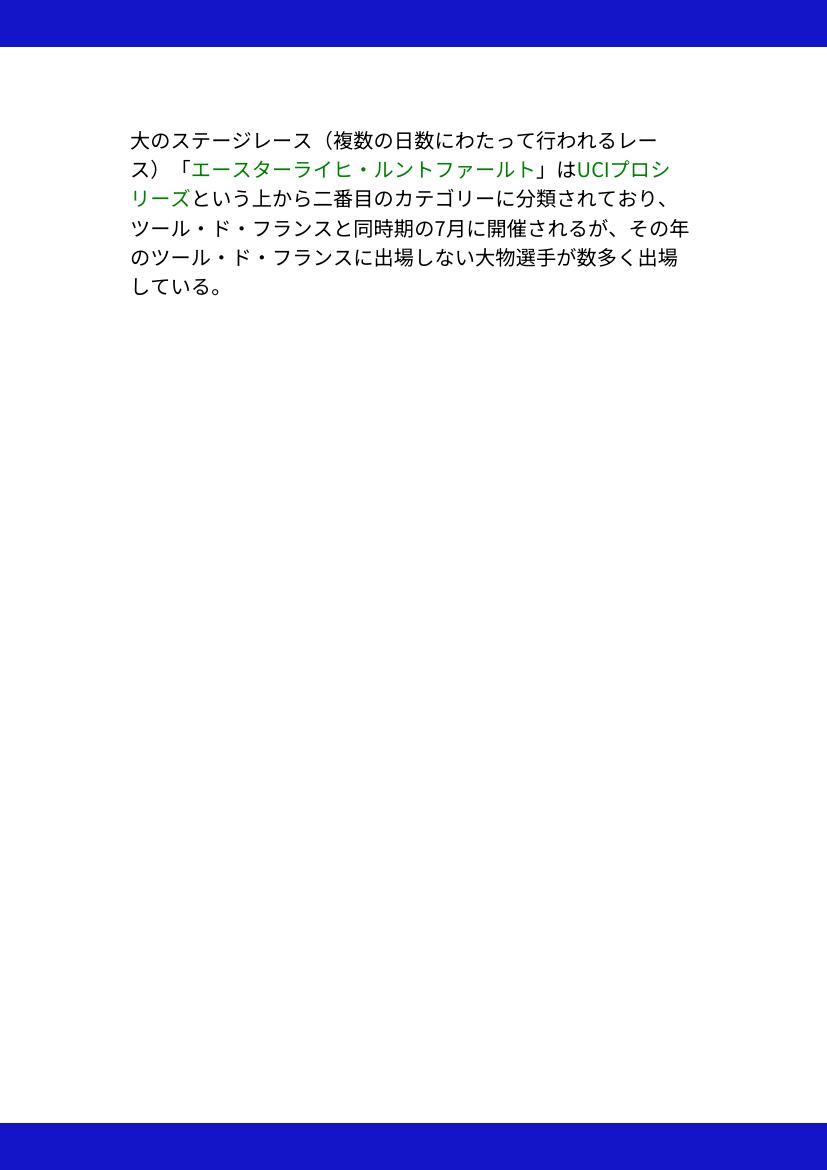 大のステージレース（複数の日数にわたって行われるレー
ス）「エースターライヒ・ルントファールト」はUCIプロシ
リーズという上から二番目のカテゴリーに分類されており、
ツール・ド・フランスと同時期の7月に開催されるが、その年
のツール・ド・フランスに出場しない大物選手が数多く出場
している。